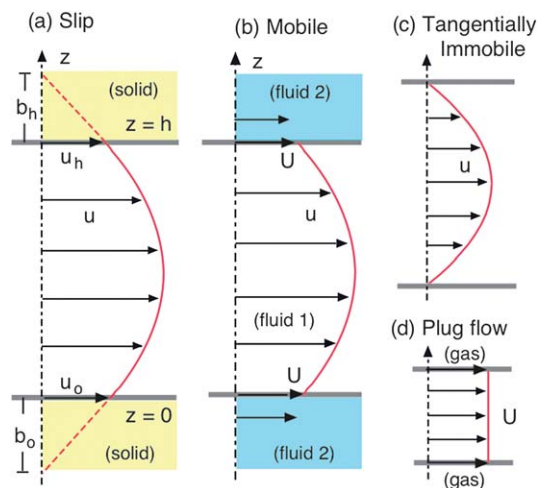 (a) Slip
z
(solid)
b_h
z = h
u_h
u
u_o
z=0
b_o
(solid)
(b) Mobile
z
(fluid 2)
U
u
(fluid 1)
U
(fluid 2)
(c) Tangentially
Immobile
u
(d) Plug flow
(gas)
U
(gas)